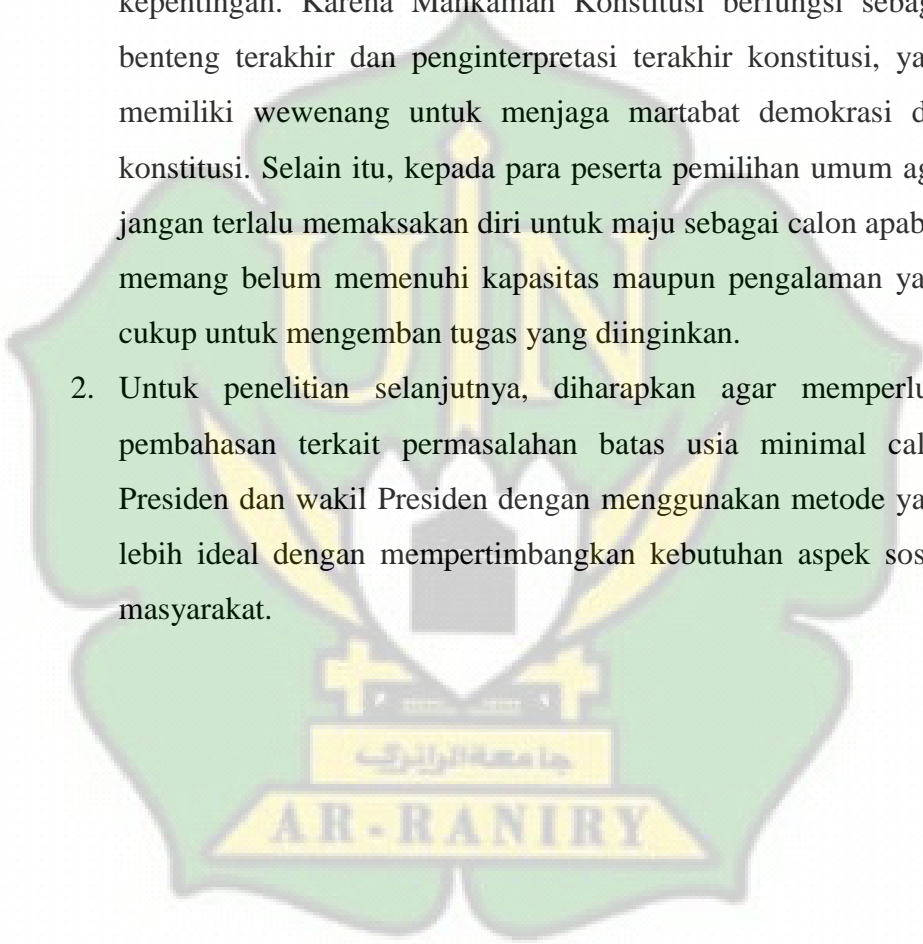 kepentingan. Karena Mahkamah Konstitusi berfungsi sebag
benteng terakhir dan penginterpretasi terakhir konstitusi, ya
memiliki wewenang untuk menjaga martabat demokrasi d
konstitusi. Selain itu, kepada para peserta pemilihan umum ag
jangan terlalu memaksakan diri untuk maju sebagai calon apab
memang belum memenuhi kapasitas maupun pengalaman ya
cukup untuk mengemban tugas yang diinginkan.
2. Untuk penelitian selanjutnya, diharapkan agar memperlu
pembahasan terkait permasalahan batas usia minimal cal
Presiden dan wakil Presiden dengan menggunakan metode ya
lebih ideal dengan mempertimbangkan kebutuhan aspek sos
masyarakat.
UIN
جامعة الرانري
AR-RANIRY